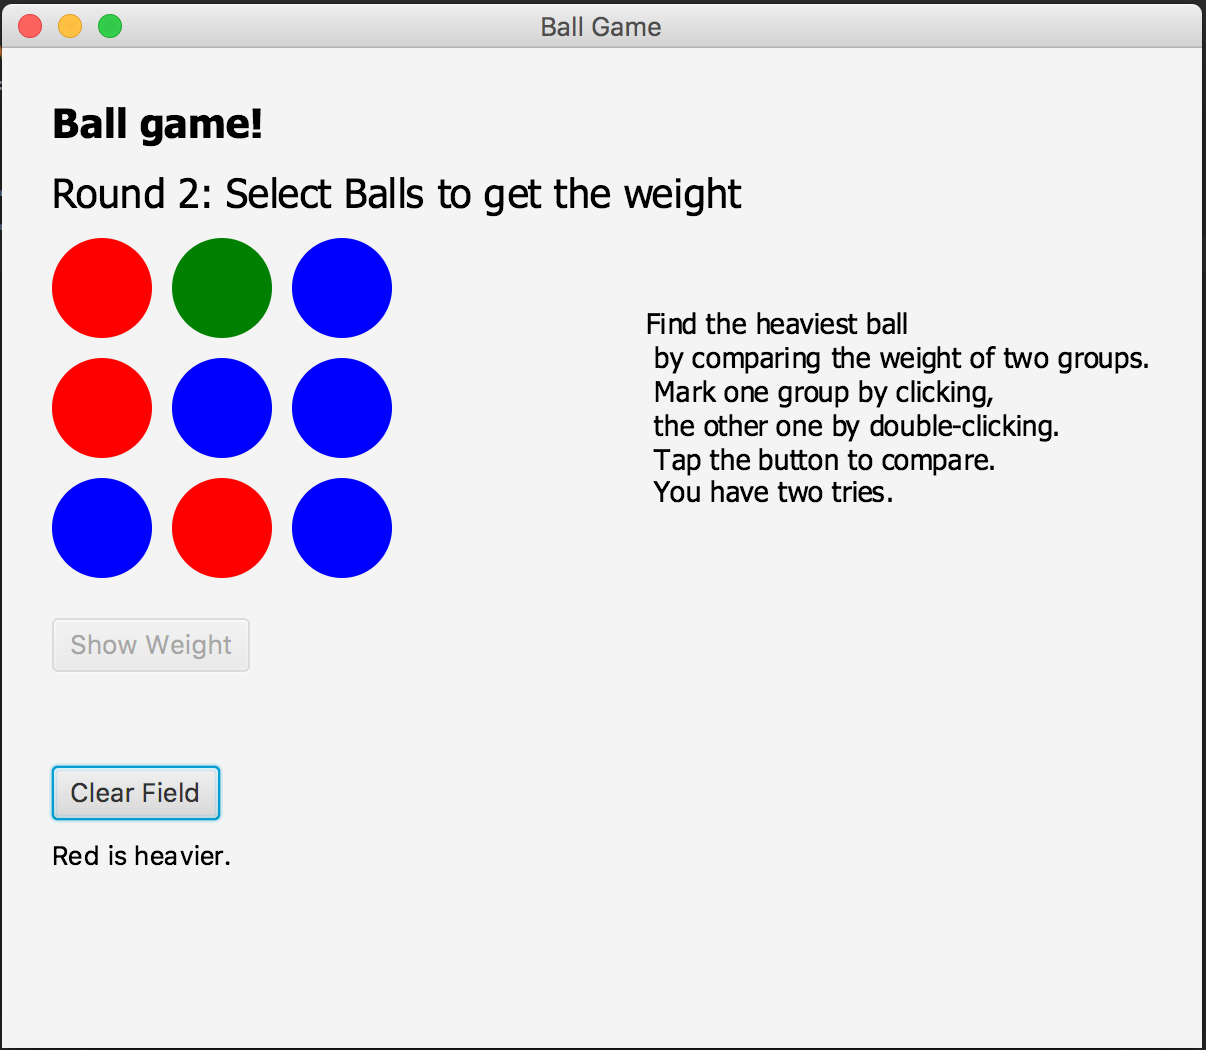 Ball Game
Ball game!
Round 2: Select Balls to get the weight
Find the heaviest ball
by comparing the weight of two groups.
Mark one group by clicking,
the other one by double-clicking.
Tap the button to compare.
You have two tries.
Show Weight
Clear Field
Red is heavier.